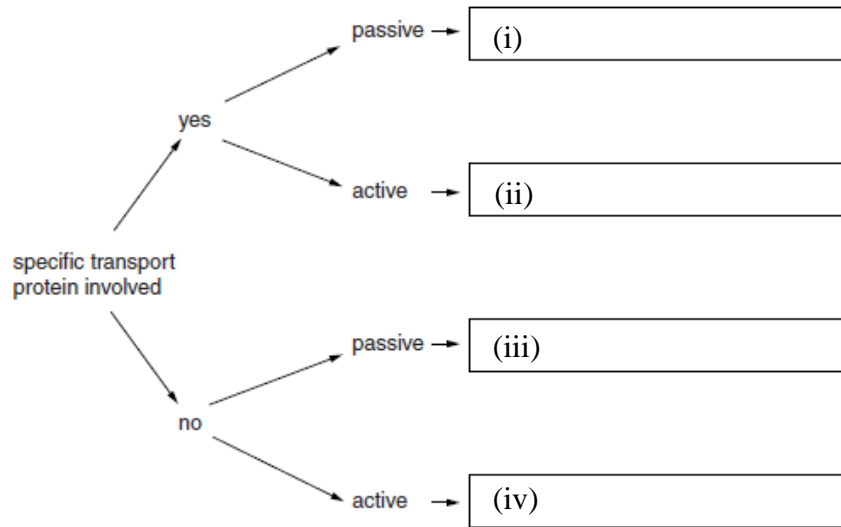 passive
(i)
yes
active
(ii)
specific transport
protein involved
passive
(iii)
no
active
(iv)